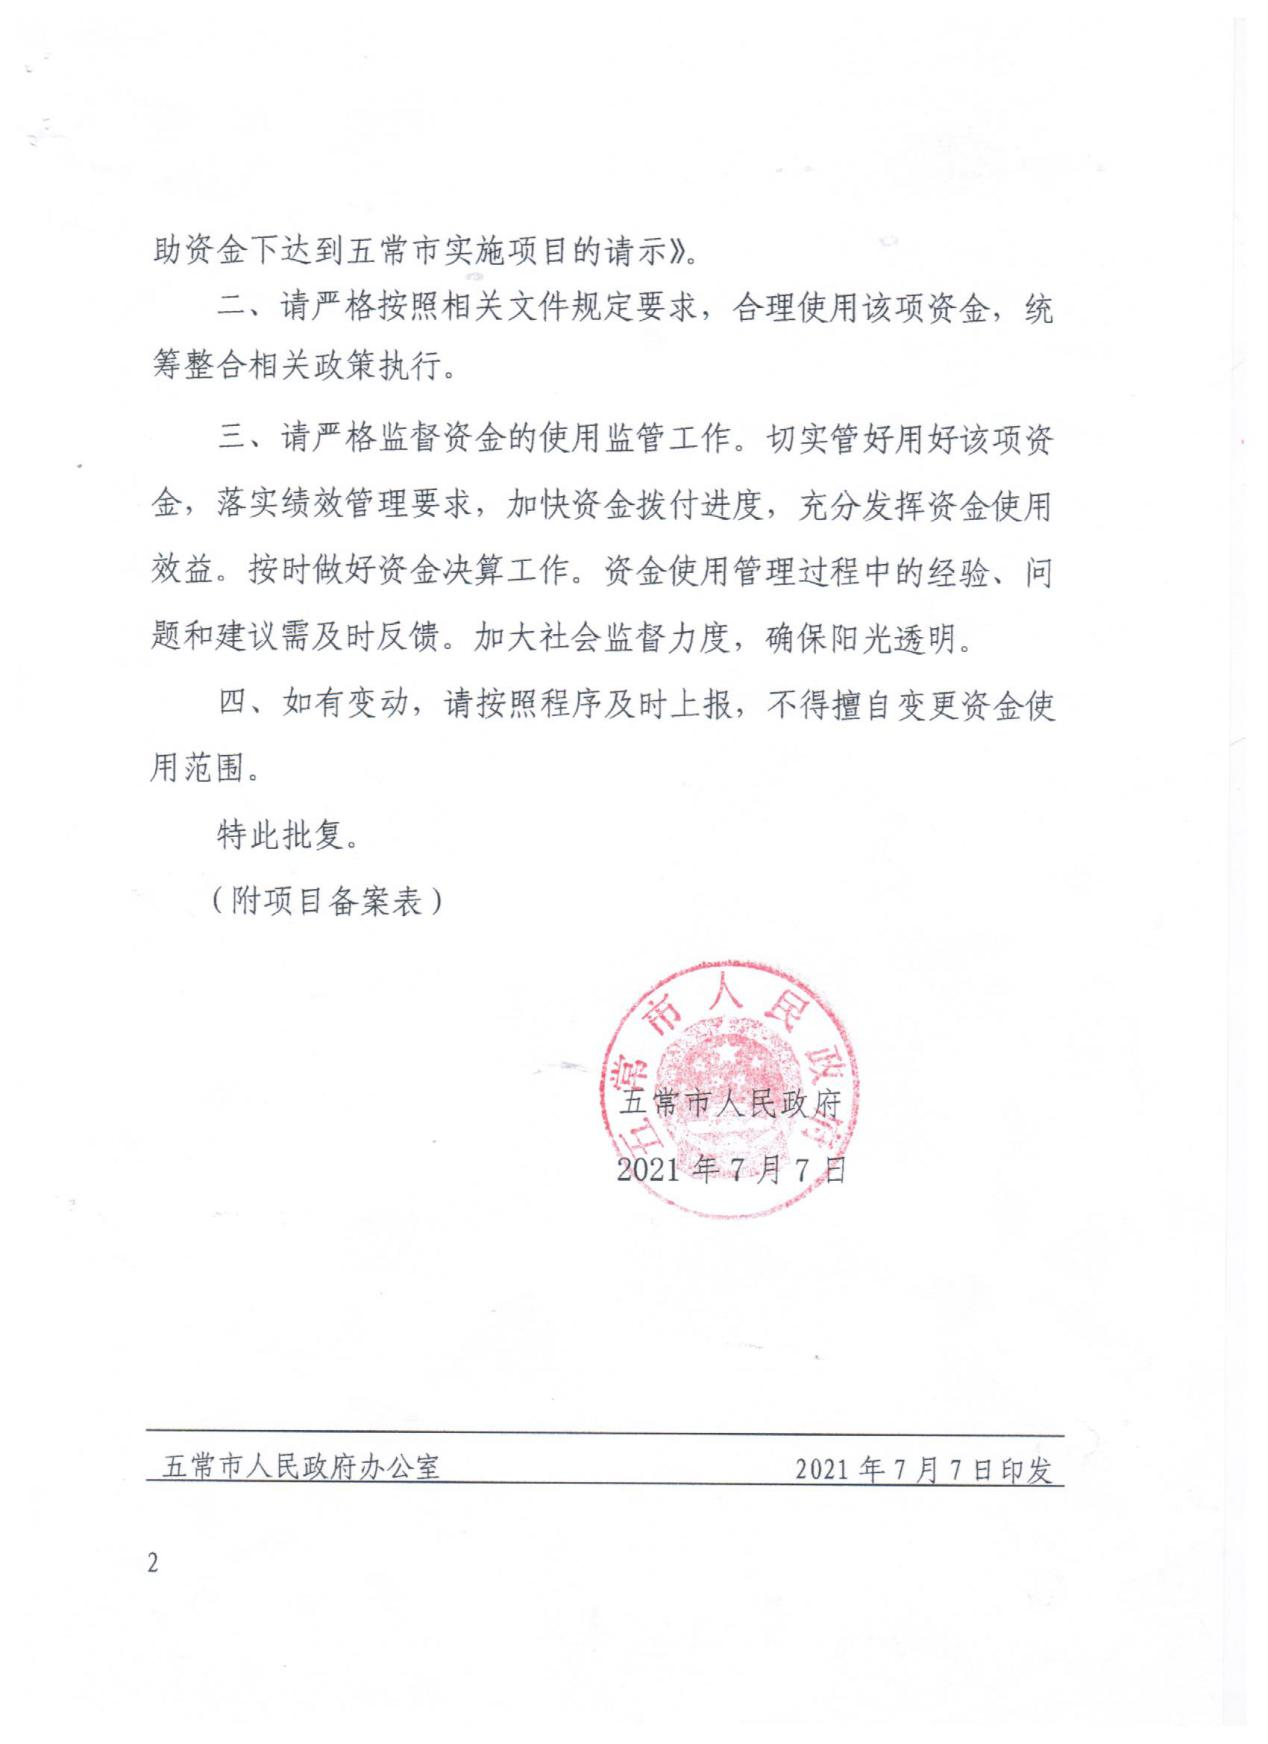 助资金下达到五常市实施项目的请示》。
二、请严格按照相关文件规定要求，合理使用该项资金，统
筹整合相关政策执行。
三、请严格监督资金的使用监管工作。切实管好用好该项资
金，落实绩效管理要求，加快资金拨付进度，充分发挥资金使用
效益。按时做好资金决算工作。资金使用管理过程中的经验、问
题和建议需及时反馈。加大社会监督力度，确保阳光透明。
四、如有变动，请按照程序及时上报，不得擅自变更资金使
用范围。
特此批复。
（附项目备案表）
五常市人民政府
五常市人民政府
2021年7月7日
五常市人民政府办公室 2021年7月7日印发
2